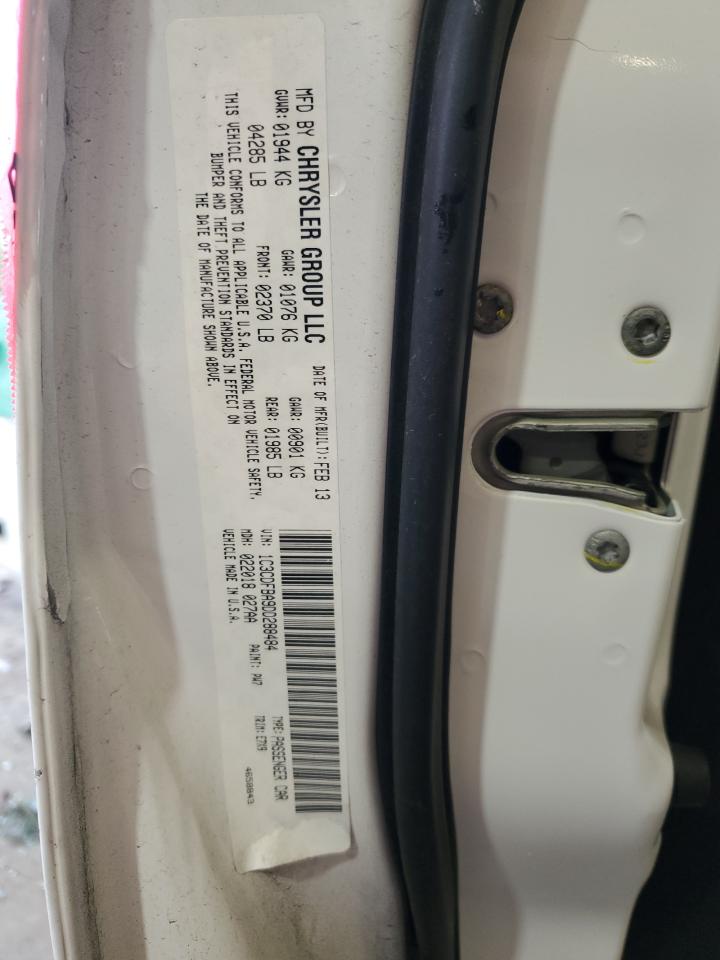 MFD BY CHRYSLER GROUP LLC DATE OF MFR(BUILT): FEB 13
GVWR: 01944 KG GAWR: 01076 KG GAWR: 00901 KG
04285 LB FRONT: 02370 LB REAR: 01985 LB
THIS VEHICLE CONFORMS TO ALL APPLICABLE U.S.A. FEDERAL MOTOR VEHICLE SAFETY,
BUMPER AND THEFT PREVENTION STANDARDS IN EFFECT ON
THE DATE OF MANUFACTURE SHOWN ABOVE.
VIN: 1C3CDFBA9DD288484 TYPE: PASSENGER CAR
MDH: 022018 027AA PAINT: PW7 TRIM: E7X9
VEHICLE MADE IN U.S.A. 4650843